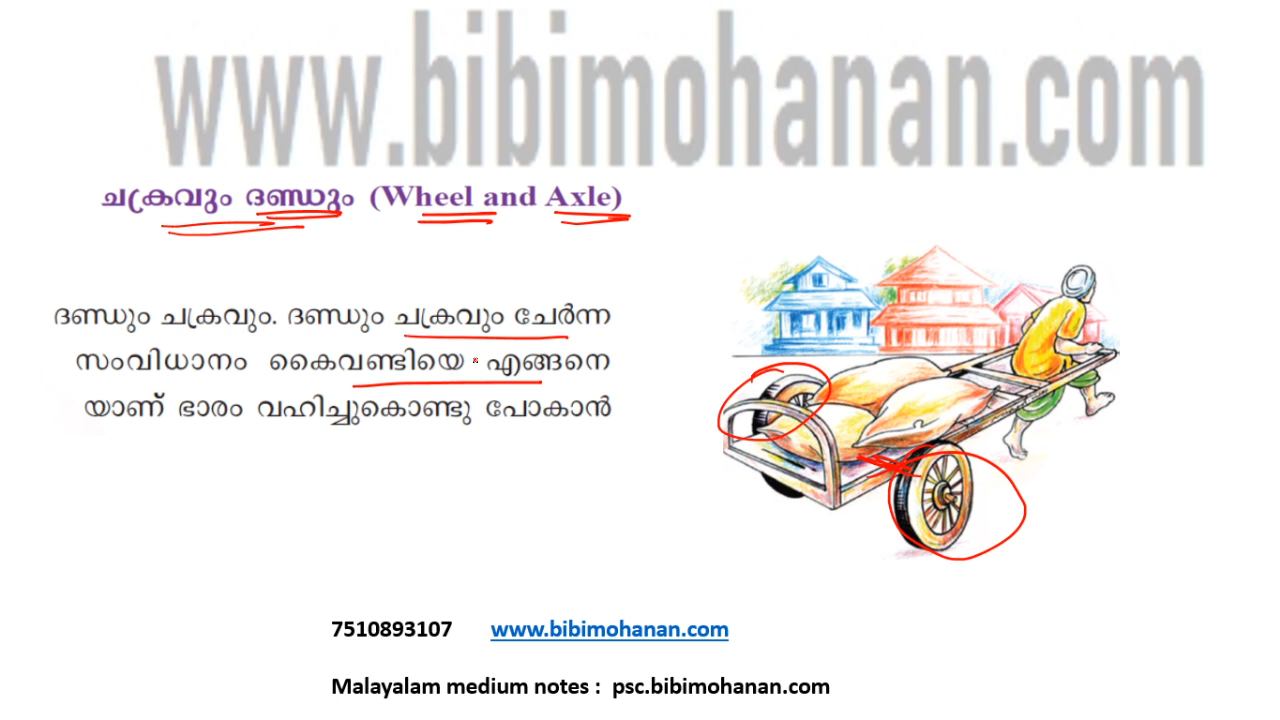 www.bibimohanan.com
ചക്രവും ദണ്ഡും (Wheel and Axle)
ദണ്ഡും ചക്രവും. ദണ്ഡും ചക്രവും ചേർന്ന
സംവിധാനം കൈവണ്ടിയെ എങ്ങനെ
യാണ് ഭാരം വഹിച്ചുകൊണ്ടു പോകാൻ
7510893107 www.bibimohanan.com
Malayalam medium notes : psc.bibimohanan.com